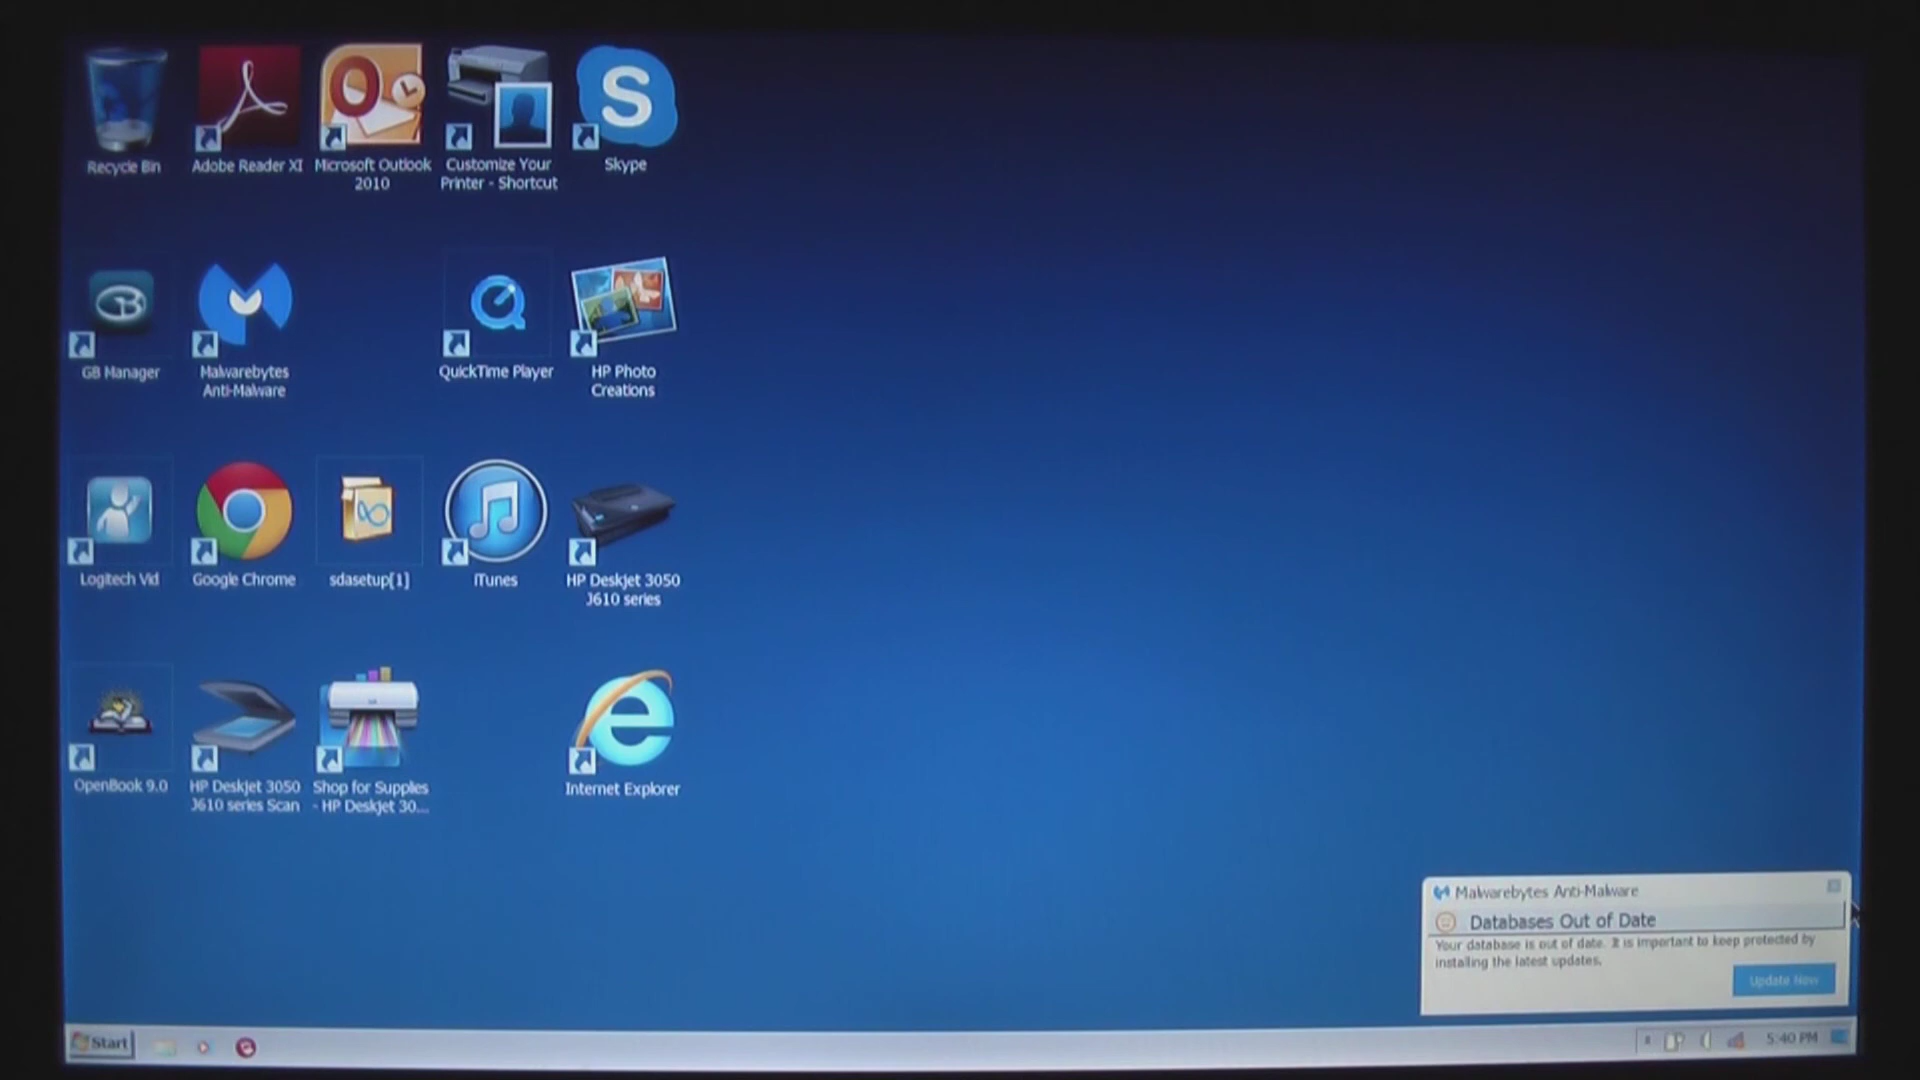 Recycle Bin
Adobe Reader XI
Microsoft Outlook
2010
Customize Your
Printer - Shortcut
S
Skype
GB Manager
Malwarebytes
Anti-Malware
QuickTime Player
HP Photo
Creations
Logitech Vid
Google Chrome
sdasetup[1]
iTunes
HP Deskjet 3050
J610 series
OpenBook 9.0
HP Deskjet 3050
J610 series Scan
Shop for Supplies
- HP Deskjet 30...
Internet Explorer
Malwarebytes Anti-Malware
Databases Out of Date
Your database is out of date. It is important to keep protected by
installing the latest updates.
Update Now
Start
5:40 PM